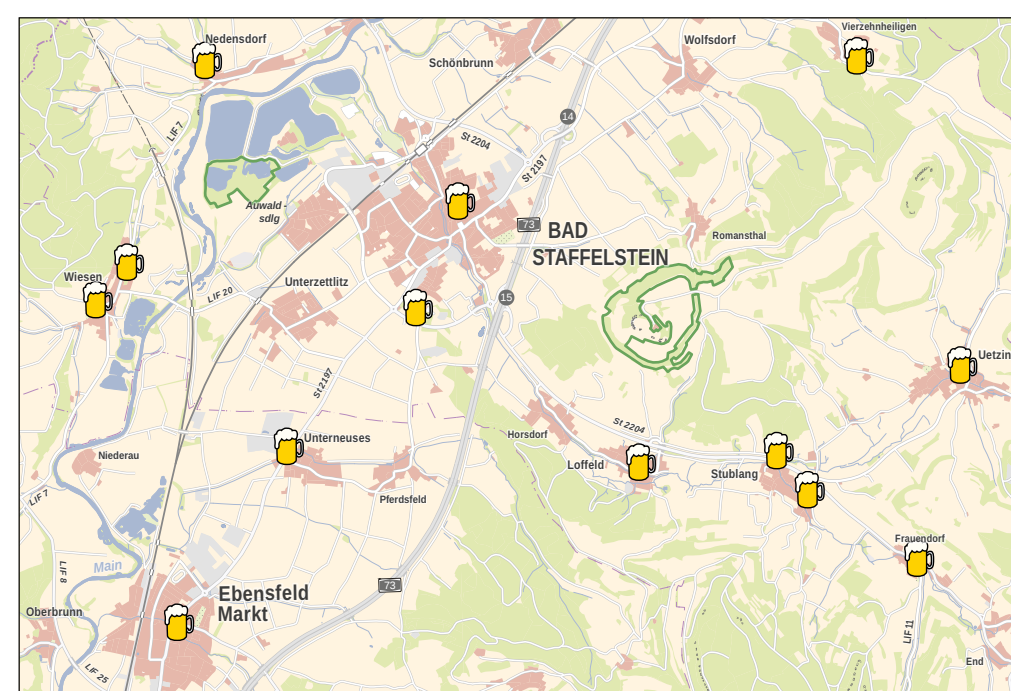 Nedensdorf
Vierzehnheiligen
Wolfsdorf
Schönbrunn
14
LIF 7
St 2204
St 2197
Auwald -
sdlg
73
BAD
STAFFELSTEIN
Romansthal
Wiesen
Unterzettlitz
LIF 20
15
Uetzin
St 2197
St 2204
Horsdorf
Unterneuses
Niederau
Loffeld
Stublang
LIF 7
Pferdsfeld
Frauendorf
Main
LIF 8
73
Ebensfeld
Markt
Oberbrunn
LIF 11
End
LIF 25